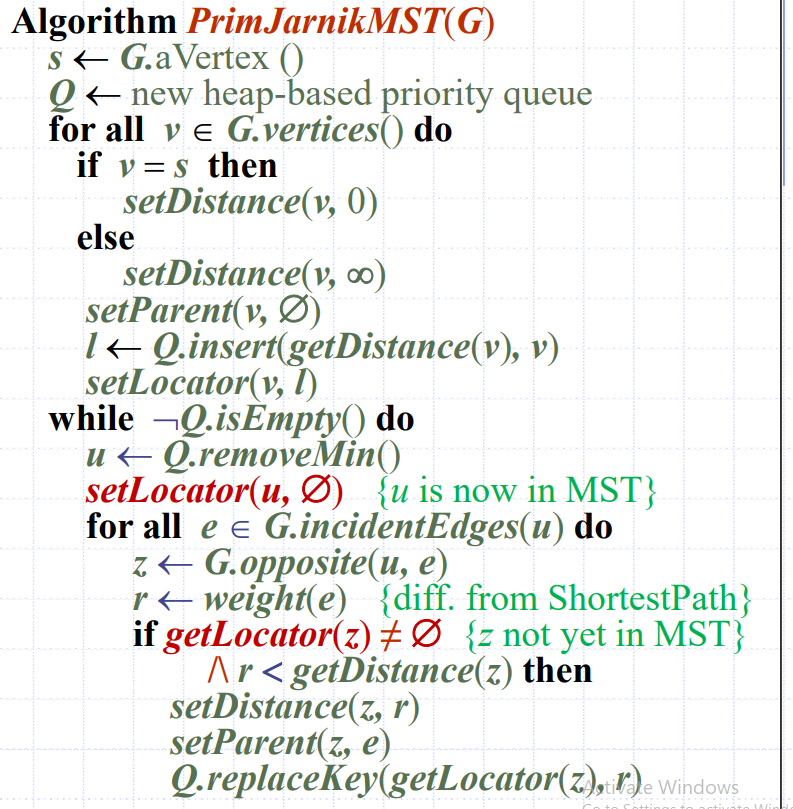 Algorithm PrimJarnikMST(G)
s ← G.aVertex ()
Q ← new heap-based priority queue
for all v ∈ G.vertices() do
if v = s then
setDistance(v, 0)
else
setDistance(v, ∞)
setParent(v, ∅)
l ← Q.insert(getDistance(v), v)
setLocator(v, l)
while ¬Q.isEmpty() do
u ← Q.removeMin()
setLocator(u, ∅) {u is now in MST}
for all e ∈ G.incidentEdges(u) do
z ← G.opposite(u, e)
r ← weight(e) {diff. from ShortestPath}
if getLocator(z) ≠ ∅ {z not yet in MST}
/\ r < getDistance(z) then
setDistance(z, r)
setParent(z, e)
Q.replaceKey(getLocator(z), r)
Activate Windows